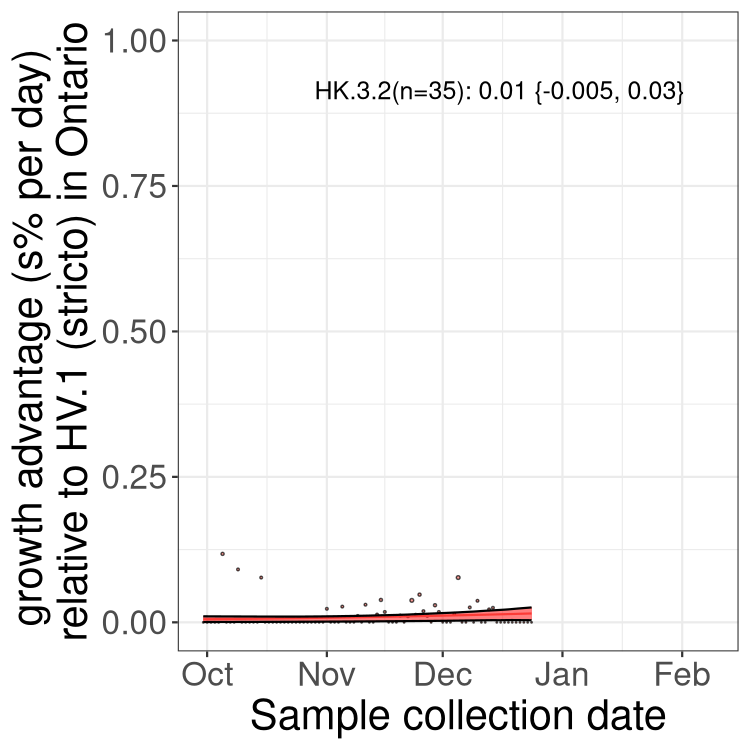 growth advantage (s% per day)
relative to HV.1 (stricto) in Ontario
1.00
HK.3.2(n=35): 0.01 {-0.005, 0.03}
0.75
0.50
0.25
0.00
Oct Nov Dec Jan Feb
Sample collection date